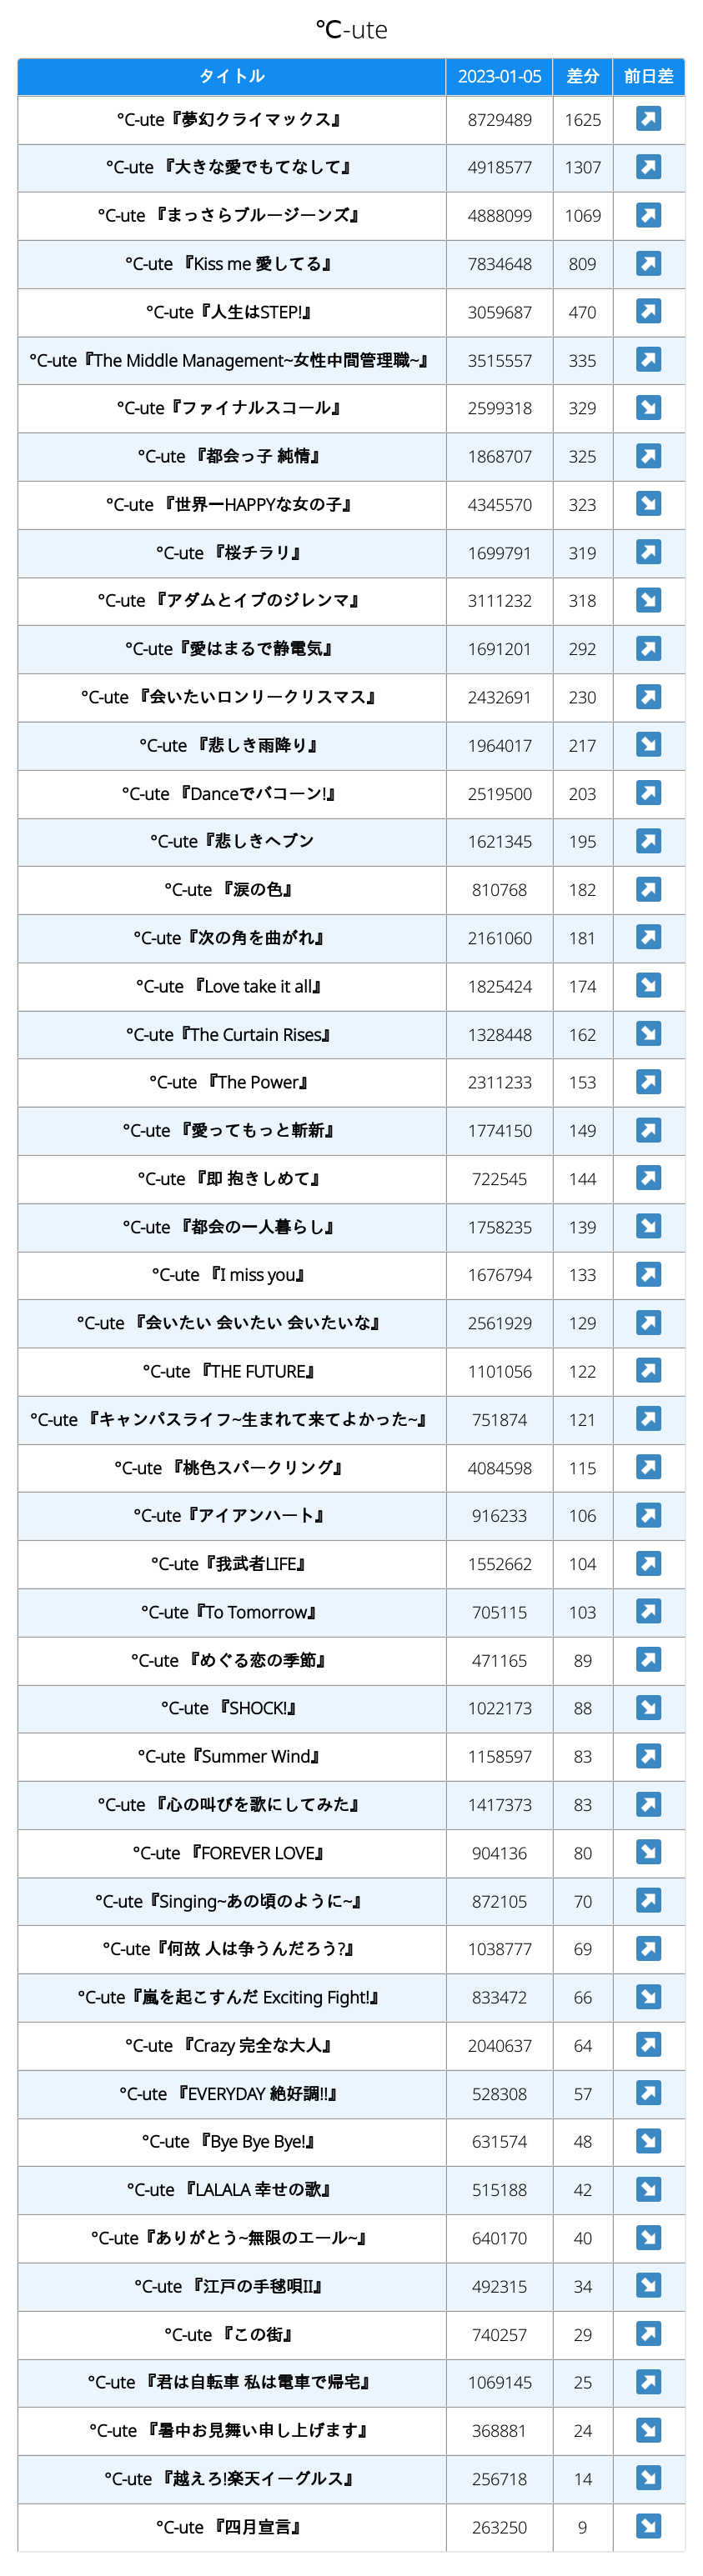 ℃-ute
タイトル 2023-01-05 差分 前日差
°C-ute『夢幻クライマックス』 8729489 1625 ↗
°C-ute 『大きな愛でもてなして』 4918577 1307 ↗
°C-ute 『まっさらブルージーンズ』 4888099 1069 ↗
°C-ute 『Kiss me 愛してる』 7834648 809 ↗
°C-ute『人生はSTEP!』 3059687 470 ↗
°C-ute『The Middle Management~女性中間管理職~』 3515557 335 ↗
°C-ute『ファイナルスコール』 2599318 329 ↘
°C-ute 『都会っ子 純情』 1868707 325 ↗
°C-ute 『世界一HAPPYな女の子』 4345570 323 ↘
°C-ute 『桜チラリ』 1699791 319 ↗
°C-ute 『アダムとイブのジレンマ』 3111232 318 ↘
°C-ute『愛はまるで静電気』 1691201 292 ↗
°C-ute 『会いたいロンリークリスマス』 2432691 230 ↗
°C-ute 『悲しき雨降り』 1964017 217 ↘
°C-ute 『Danceでバコーン!』 2519500 203 ↗
°C-ute『悲しきヘブン 1621345 195 ↗
°C-ute 『涙の色』 810768 182 ↗
°C-ute『次の角を曲がれ』 2161060 181 ↗
°C-ute 『Love take it all』 1825424 174 ↘
°C-ute『The Curtain Rises』 1328448 162 ↘
°C-ute 『The Power』 2311233 153 ↗
°C-ute 『愛ってもっと斬新』 1774150 149 ↗
°C-ute 『即 抱きしめて』 722545 144 ↗
°C-ute 『都会の一人暮らし』 1758235 139 ↘
°C-ute 『I miss you』 1676794 133 ↗
°C-ute 『会いたい 会いたい 会いたいな』 2561929 129 ↗
°C-ute 『THE FUTURE』 1101056 122 ↗
°C-ute 『キャンパスライフ~生まれて来てよかった~』 751874 121 ↗
°C-ute 『桃色スパークリング』 4084598 115 ↗
°C-ute『アイアンハート』 916233 106 ↗
°C-ute『我武者LIFE』 1552662 104 ↗
°C-ute『To Tomorrow』 705115 103 ↗
°C-ute 『めぐる恋の季節』 471165 89 ↗
°C-ute 『SHOCK!』 1022173 88 ↘
°C-ute『Summer Wind』 1158597 83 ↗
°C-ute 『心の叫びを歌にしてみた』 1417373 83 ↗
°C-ute 『FOREVER LOVE』 904136 80 ↘
°C-ute『Singing~あの頃のように~』 872105 70 ↗
°C-ute『何故 人は争うんだろう?』 1038777 69 ↗
°C-ute『嵐を起こすんだ Exciting Fight!』 833472 66 ↘
°C-ute 『Crazy 完全な大人』 2040637 64 ↗
°C-ute 『EVERYDAY 絶好調!!』 528308 57 ↗
°C-ute 『Bye Bye Bye!』 631574 48 ↘
°C-ute 『LALALA 幸せの歌』 515188 42 ↘
°C-ute『ありがとう~無限のエール~』 640170 40 ↘
°C-ute 『江戸の手毬唄II』 492315 34 ↘
°C-ute 『この街』 740257 29 ↗
°C-ute 『君は自転車 私は電車で帰宅』 1069145 25 ↗
°C-ute 『暑中お見舞い申し上げます』 368881 24 ↘
°C-ute 『越えろ!楽天イーグルス』 256718 14 ↘
°C-ute 『四月宣言』 263250 9 ↘